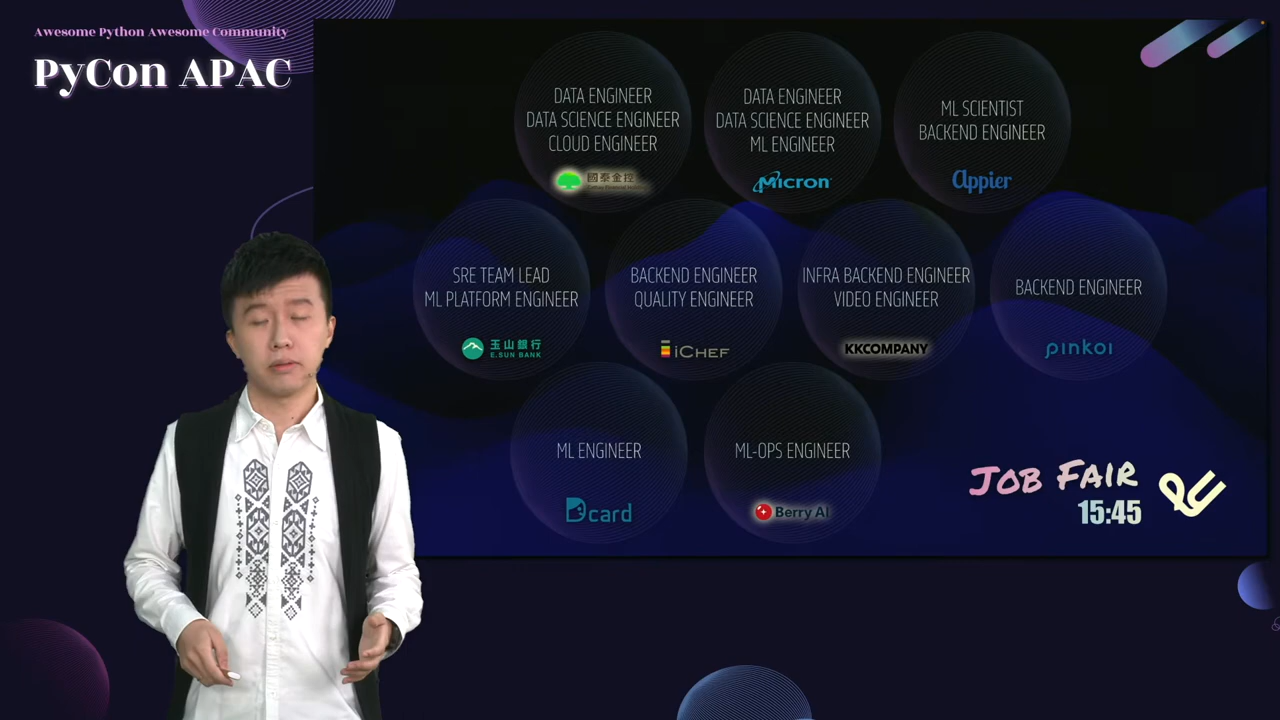 Awesome Python Awesome Community
PyCon APAC
DATA ENGINEER
DATA SCIENCE ENGINEER
CLOUD ENGINEER
國泰金控
DATA ENGINEER
DATA SCIENCE ENGINEER
ML ENGINEER
Micron
ML SCIENTIST
BACKEND ENGINEER
appier
SRE TEAM LEAD
ML PLATFORM ENGINEER
玉山銀行
E.SUN BANK
BACKEND ENGINEER
QUALITY ENGINEER
iCHEF
INFRA BACKEND ENGINEER
VIDEO ENGINEER
KKCOMPANY
BACKEND ENGINEER
pinkoi
ML ENGINEER
Dcard
ML-OPS ENGINEER
Berry AI
JOB FAIR
15:45